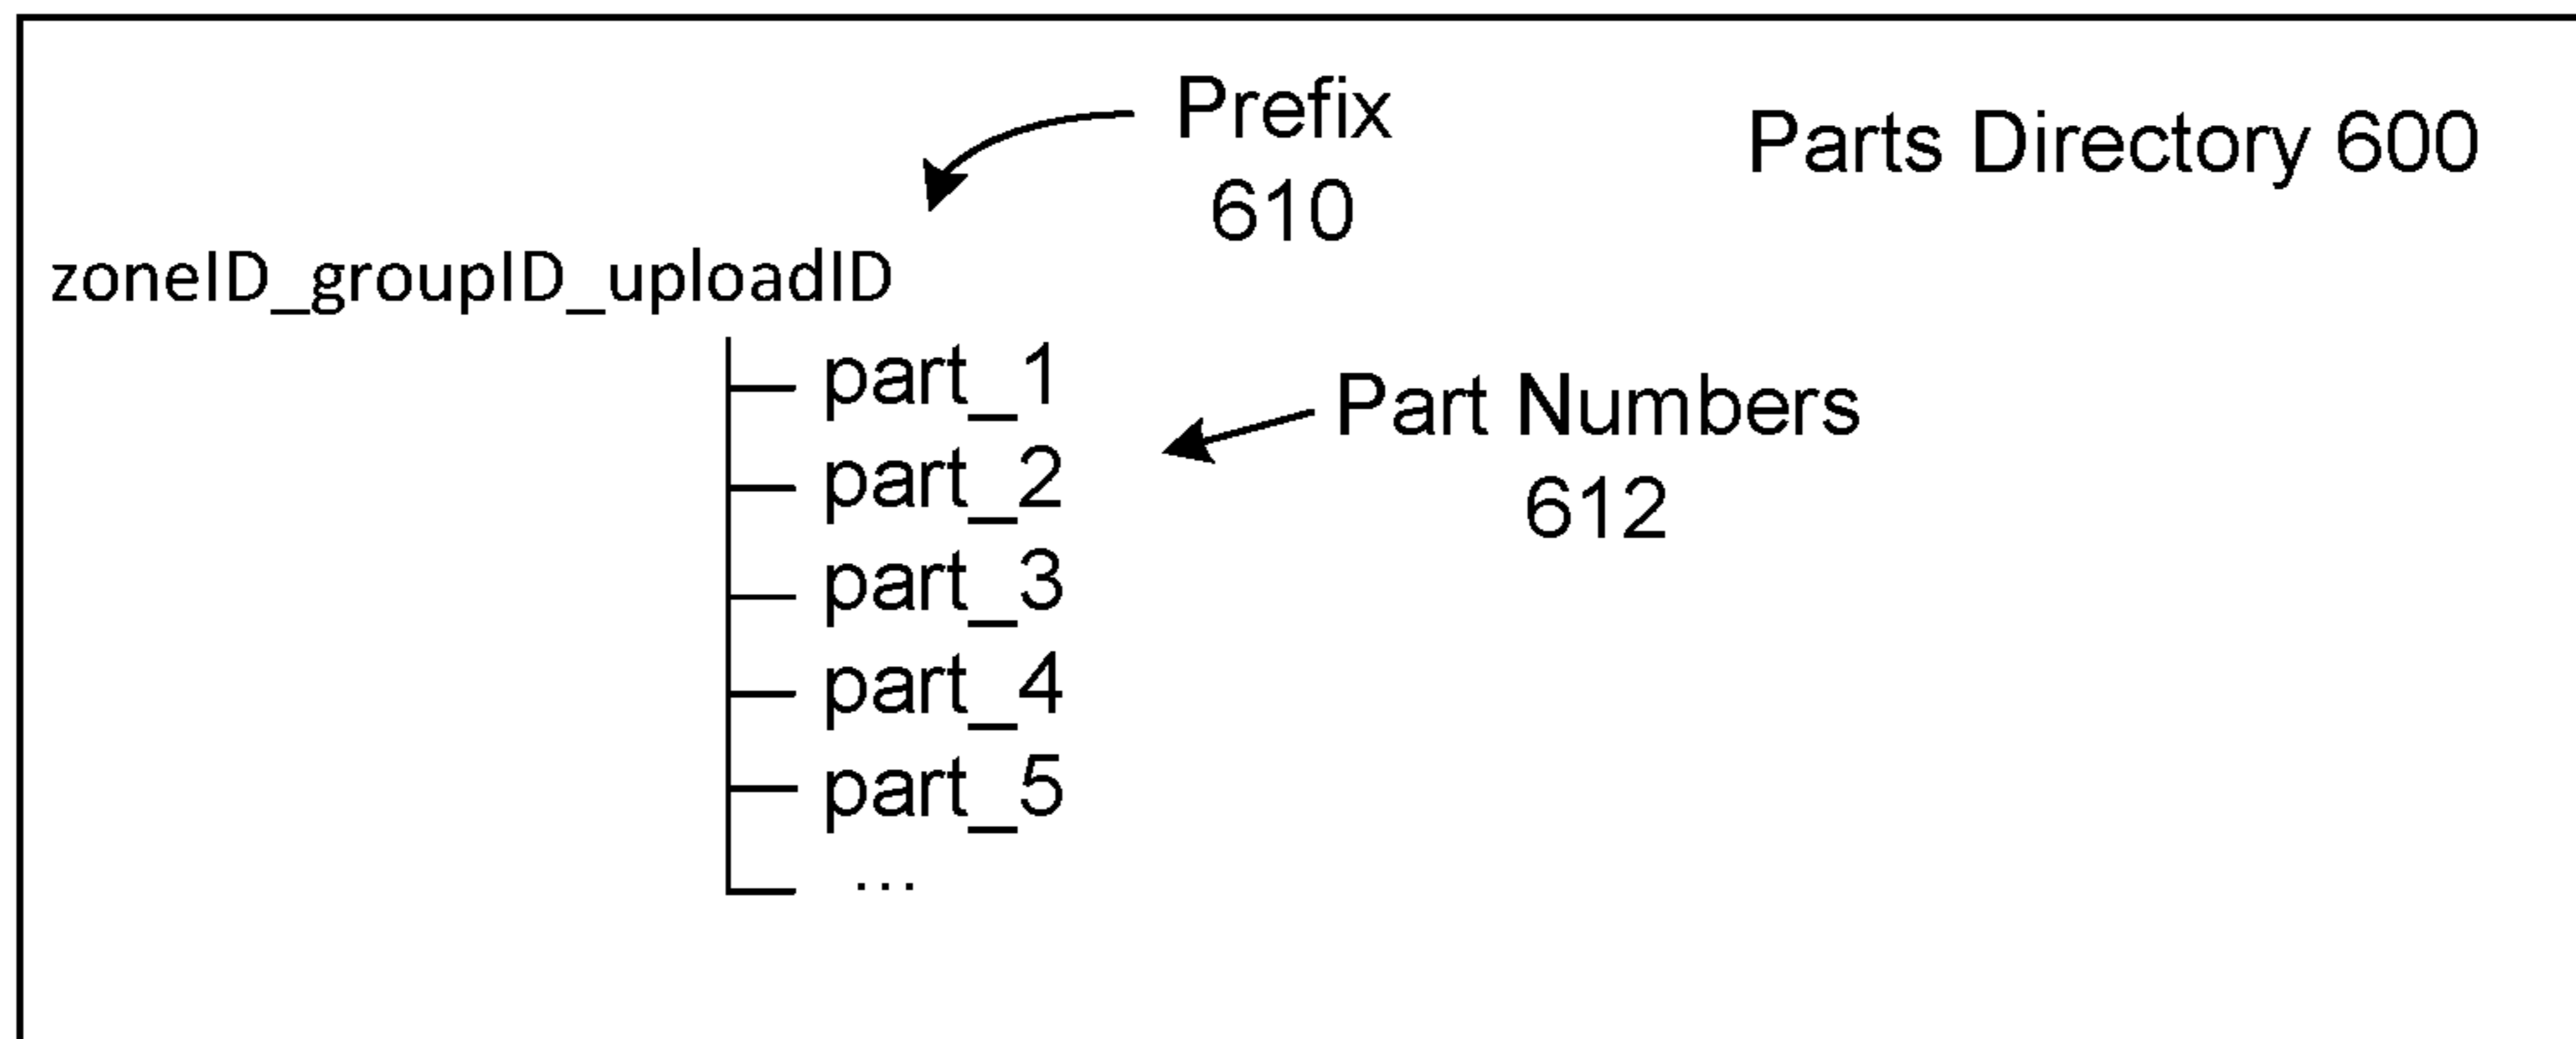 Prefix
610
Parts Directory 600
zoneID_groupID_uploadID
part_1
part_2
part_3
part_4
part_5
...
Part Numbers
612